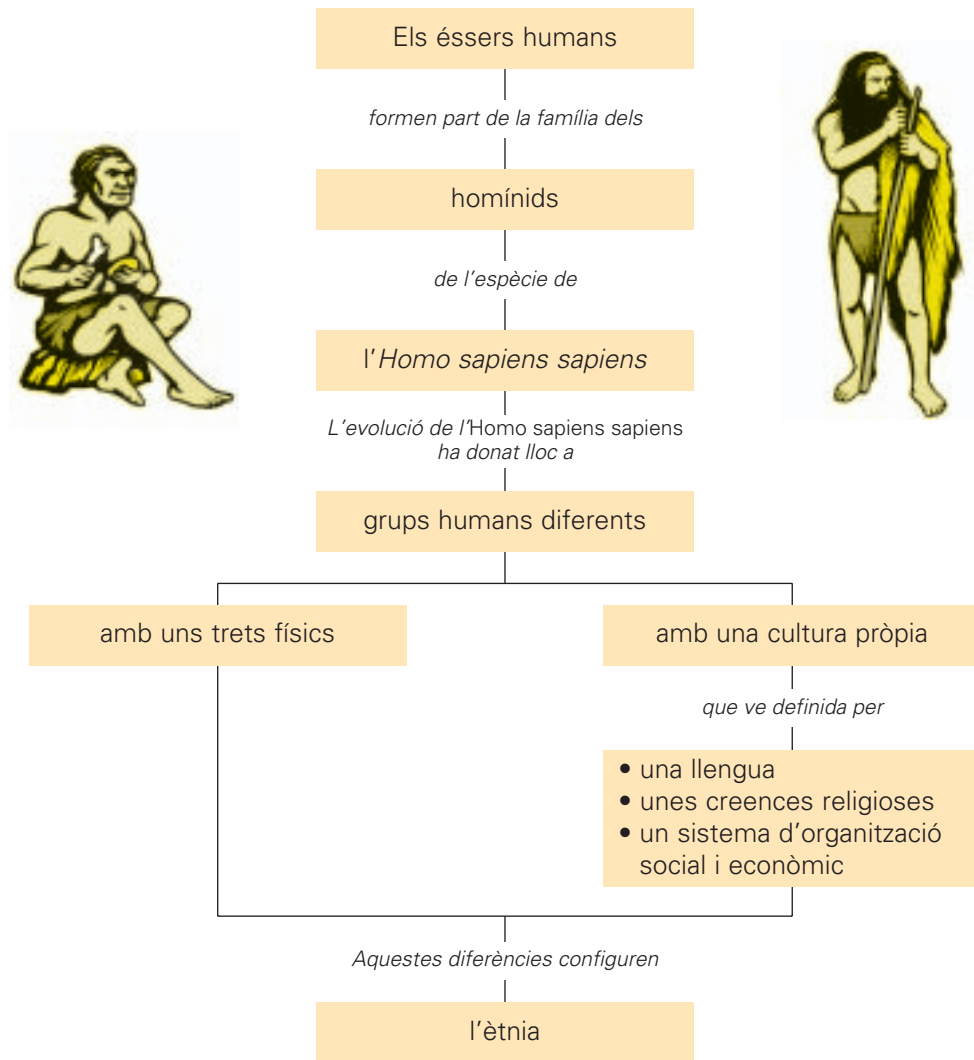 Els éssers humans
formen part de la família dels
homínids
de l'espècie de
l'Homo sapiens sapiens
L'evolució de l'Homo sapiens sapiens
ha donat lloc a
grups humans diferents
amb uns trets físics
amb una cultura pròpia
que ve definida per
• una llengua
• unes creences religioses
• un sistema d'organització
social i econòmic
Aquestes diferències configuren
l'ètnia